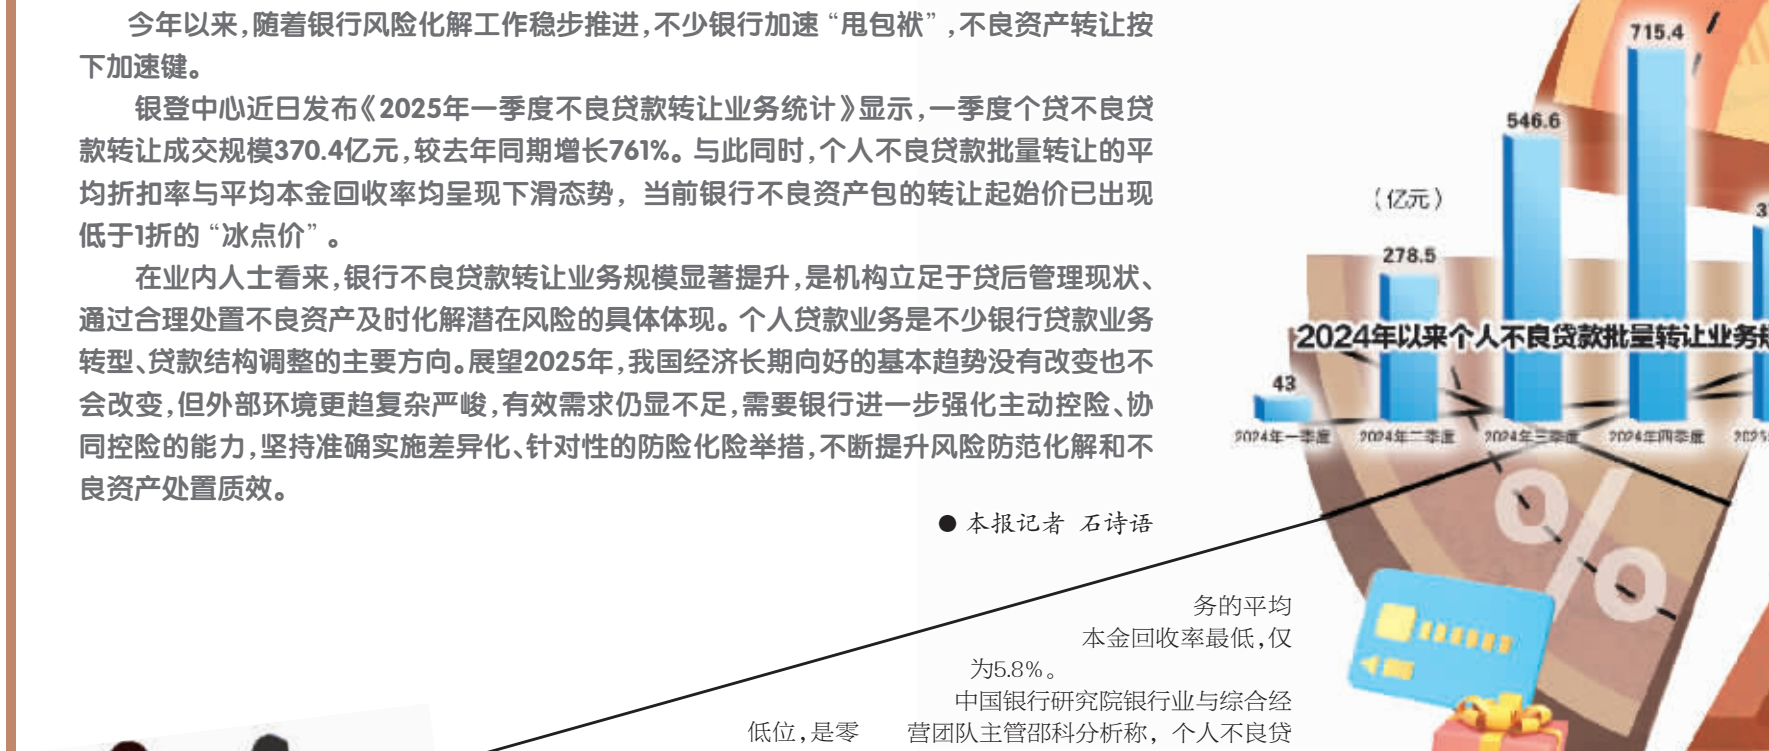 今年以来,随着银行风险化解工作稳步推进,不少银行加速“甩包袱”,不良资产转让按
下加速键。
银登中心近日发布《2025年一季度不良贷款转让业务统计》显示,一季度个贷不良贷
款转让成交规模370.4亿元,较去年同期增长761%。与此同时,个人不良贷款批量转让的平
均折扣率与平均本金回收率均呈现下滑态势,当前银行不良资产包的转让起始价已出现
低于1折的“冰点价”。
在业内人士看来,银行不良贷款转让业务规模显著提升,是机构立足于贷后管理现状、
通过合理处置不良资产及时化解潜在风险的具体体现。个人贷款业务是不少银行贷款业务
转型、贷款结构调整的主要方向。展望2025年,我国经济长期向好的基本趋势没有改变也不
会改变,但外部环境更趋复杂严峻,有效需求仍显不足,需要银行进一步强化主动控险、协
同控险的能力,坚持准确实施差异化、针对性的防险化险举措,不断提升风险防范化解和不
良资产处置质效。
●本报记者 石诗语
务的平均
本金回收率最低,仅
为5.8%。
中国银行研究院银行业与综合经
营团队主管邵科分析称,个人不良贷
低位,是零
715.4
546.6
(亿元)
278.5
2024年以来个人不良贷款批量转让业务
43
2024年一季度
2024年二季度
2024年三季度
2024年四季度
2025
%